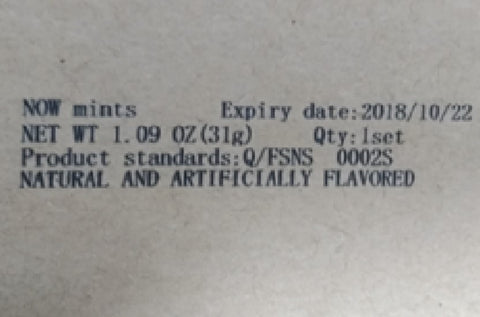 NOW mints Expiry date:2018/10/22
NET WT 1.09 OZ(31g) Qty:1set
Product standards:Q/FSNS 0002S
NATURAL AND ARTIFICIALLY FLAVORED